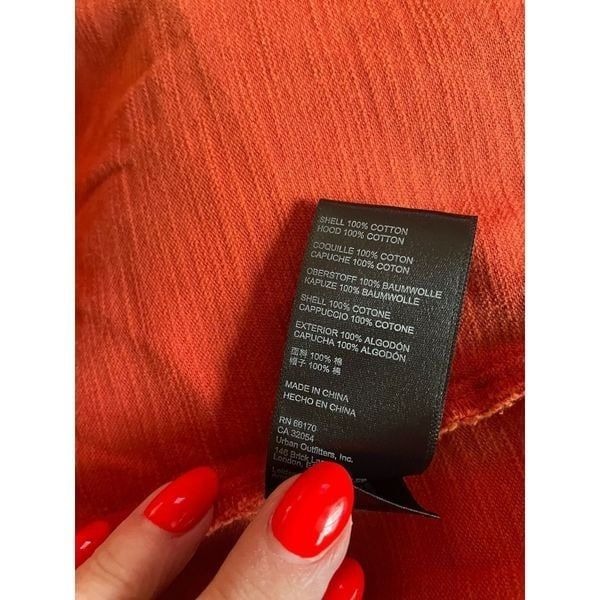 SHELL 100% COTTON
HOOD 100% COTTON
COQUILLE 100% COTON
CAPUCHE 100% COTON
OBERSTOFF 100% BAUMWOLLE
KAPUZE 100% BAUMWOLLE
SHELL 100% COTONE
CAPPUCCIO 100% COTONE
EXTERIOR 100% ALGODÓN
CAPUCHA 100% ALGODÓN
面料 100% 棉
帽子 100% 棉
MADE IN CHINA
HECHO EN CHINA
RN 66170
CA 32054
Urban Outfitters, Inc.
146 Brick
London,